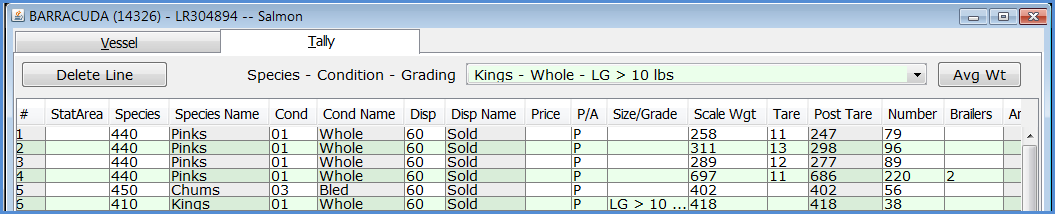 BARRACUDA (14326) - LR304894 -- Salmon
Vessel Tally
Delete Line Species - Condition - Grading Kings - Whole - LG > 10 lbs Avg Wt
# StatArea Species Species Name Cond Cond Name Disp Disp Name Price P/A Size/Grade Scale Wgt Tare Post Tare Number Brailers Ar
1 440 Pinks 01 Whole 60 Sold P 258 11 247 79
2 440 Pinks 01 Whole 60 Sold P 311 13 298 96
3 440 Pinks 01 Whole 60 Sold P 289 12 277 89
4 440 Pinks 01 Whole 60 Sold P 697 11 686 220 2
5 450 Chums 03 Bled 60 Sold P 402 402 56
6 410 Kings 01 Whole 60 Sold P LG > 10 ... 418 418 38